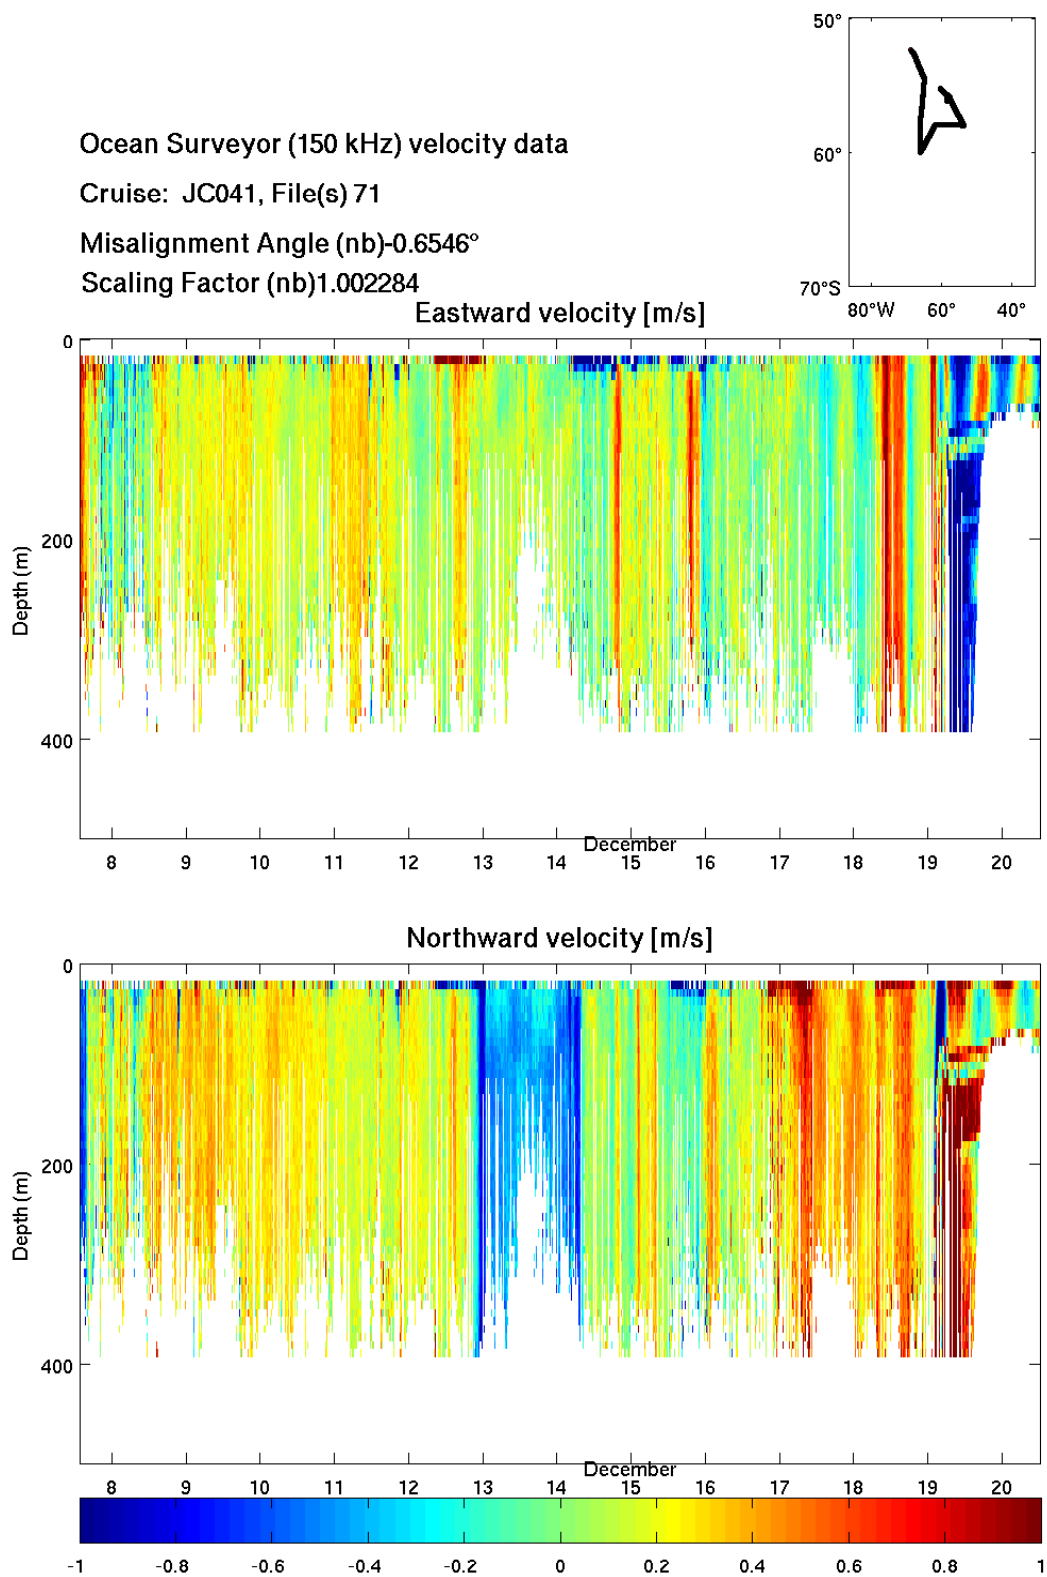 50°
60°
70°S
80°W 60° 40°
Ocean Surveyor (150 kHz) velocity data
Cruise: JC041, File(s) 71
Misalignment Angle (nb)-0.6546°
Scaling Factor (nb)1.002284
Eastward velocity [m/s]
0
200
400
Depth (m)
December
8 9 10 11 12 13 14 15 16 17 18 19 20
Northward velocity [m/s]
0
200
400
Depth (m)
December
8 9 10 11 12 13 14 15 16 17 18 19 20
-1 -0.8 -0.6 -0.4 -0.2 0 0.2 0.4 0.6 0.8 1